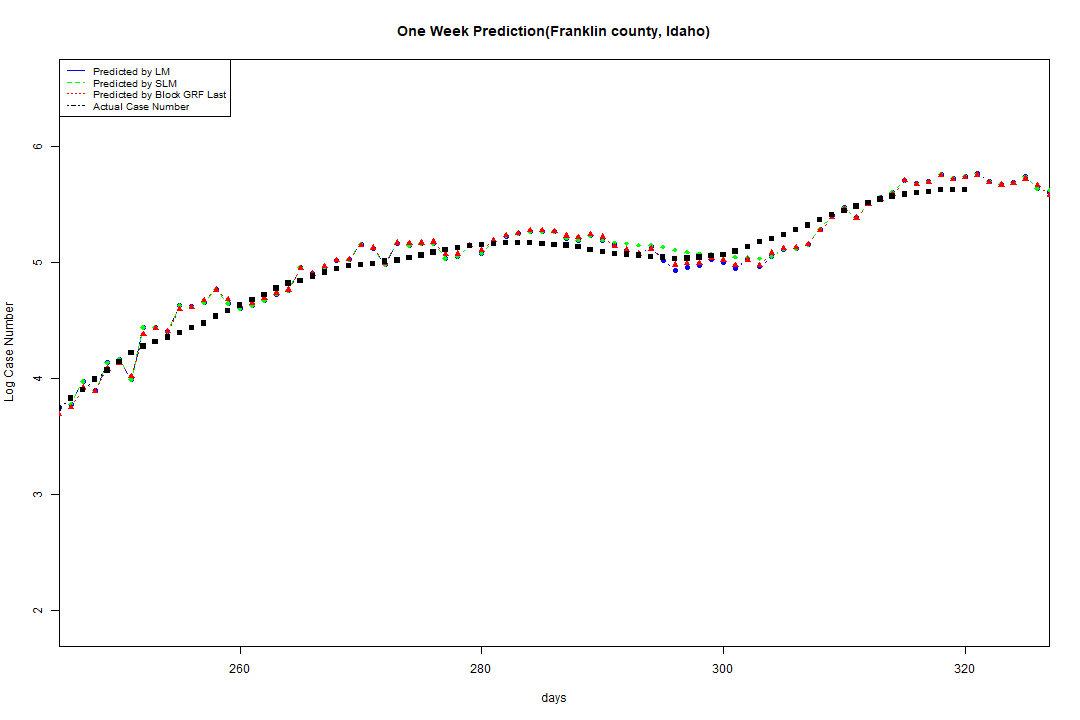 One Week Prediction(Franklin county, Idaho)
Predicted by LM
Predicted by SLM
Predicted by Block GRF Last
Actual Case Number
6
5
4
3
2
Log Case Number
260 280 300 320
days